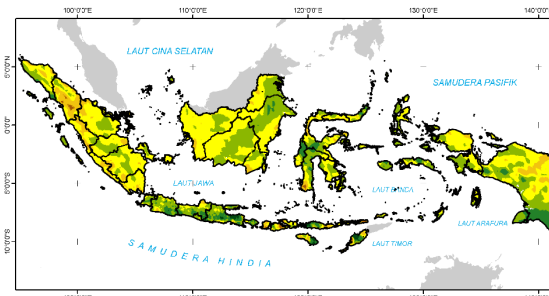 100°0'0"E 110°0'0"E 120°0'0"E 130°0'0"E 140°0'0"E
LAUT CINA SELATAN
5°0'0"N
SAMUDERA PASIFIK
0°0'0"
LAUT JAWA
5°0'0"S
LAUT BANDA
LAUT ARAFURA
SAMUDERA HINDIA
LAUT TIMOR
10°0'0"S